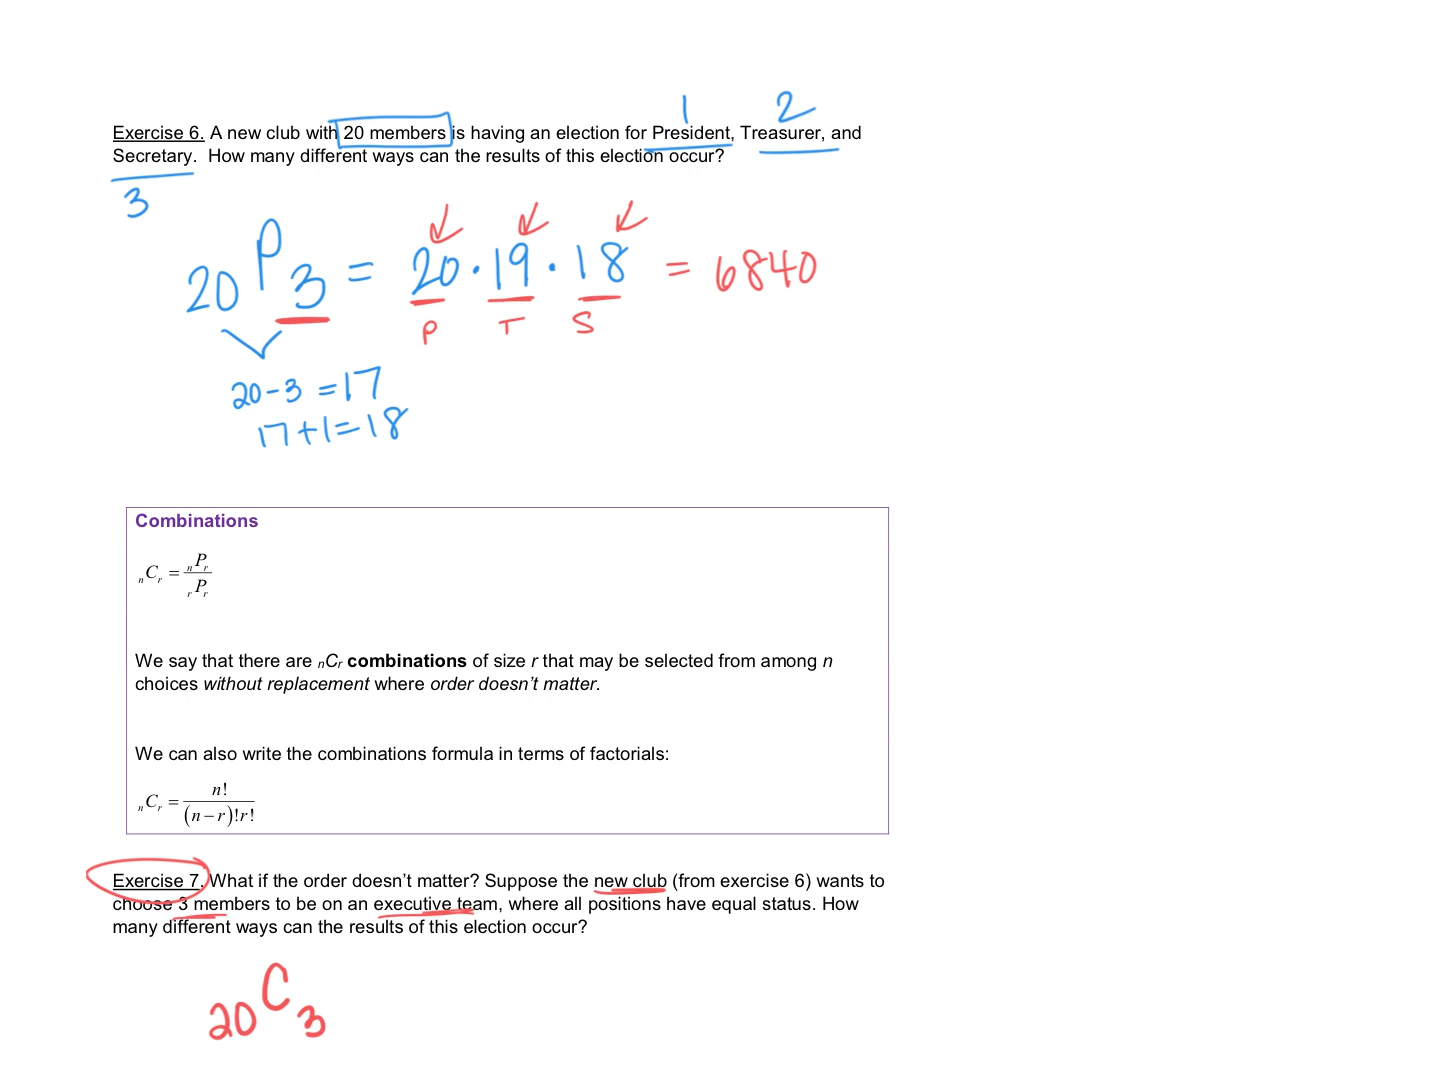 1 2
Exercise 6. A new club with 20 members is having an election for President, Treasurer, and
Secretary. How many different ways can the results of this election occur?
3
20P3 = 20 · 19 · 18 = 6840
P T S
20 - 3 = 17
17 + 1 = 18
Combinations
nCr = nPr / rPr
We say that there are nCr combinations of size r that may be selected from among n
choices without replacement where order doesn't matter.
We can also write the combinations formula in terms of factorials:
nCr = n! / (n − r)!r!
Exercise 7. What if the order doesn't matter? Suppose the new club (from exercise 6) wants to
choose 3 members to be on an executive team, where all positions have equal status. How
many different ways can the results of this election occur?
20C3